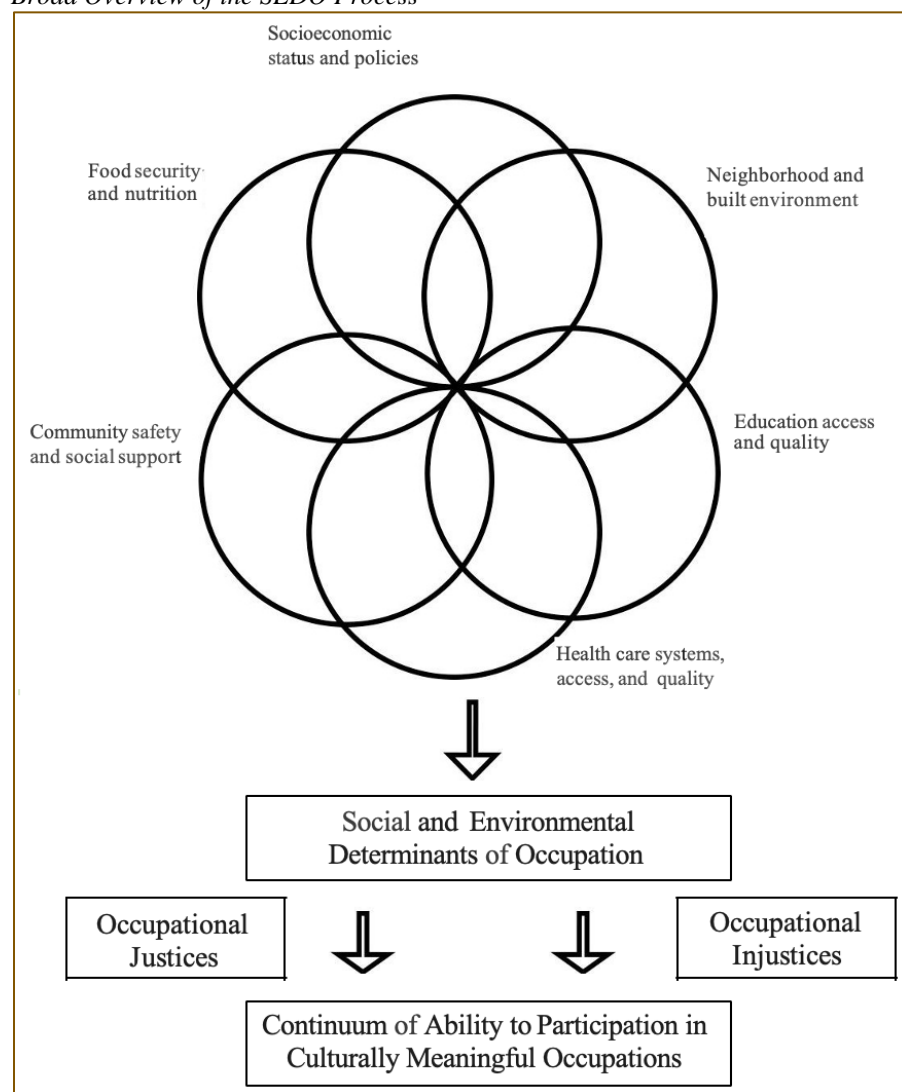 Broad Overview of the SEDO Process
Socioeconomic
status and policies
Food security
and nutrition
Neighborhood and
built environment
Community safety
and social support
Education access
and quality
Health care systems,
access, and quality
Social and Environmental
Determinants of Occupation
Occupational
Justices
Occupational
Injustices
Continuum of Ability to Participation in
Culturally Meaningful Occupations